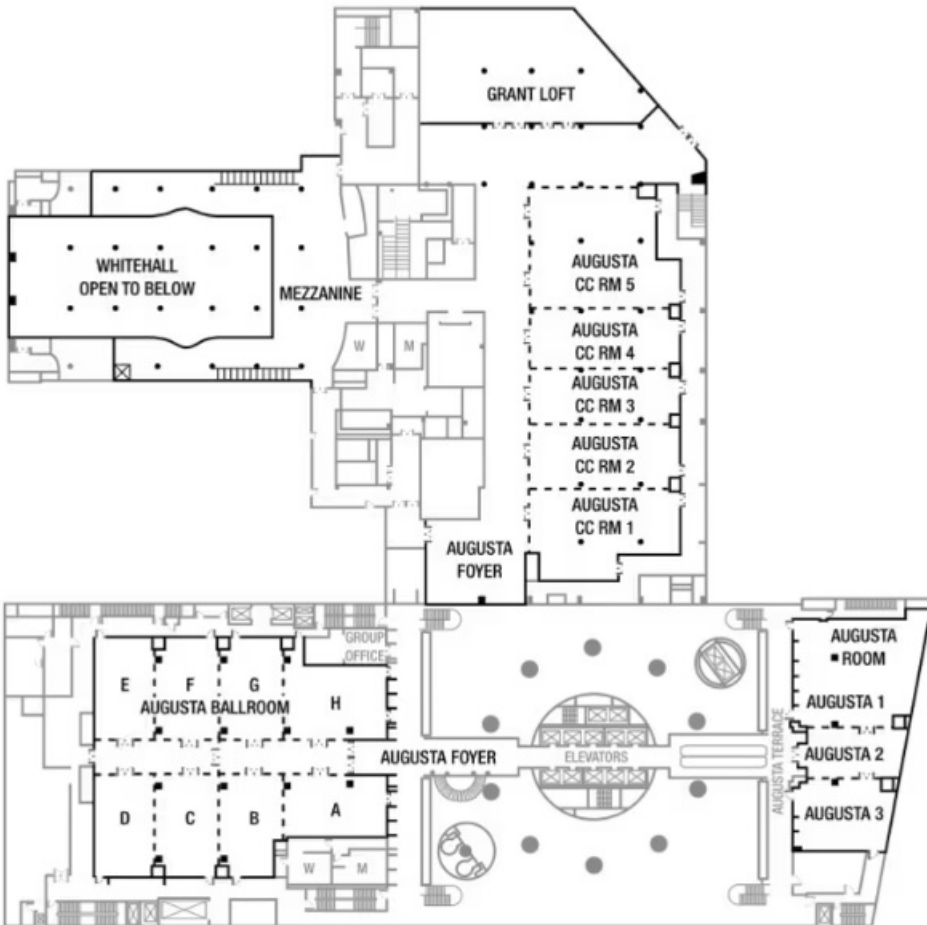 GRANT LOFT
WHITEHALL
OPEN TO BELOW
MEZZANINE
AUGUSTA
CC RM 5
W
M
AUGUSTA
CC RM 4
AUGUSTA
CC RM 3
AUGUSTA
CC RM 2
AUGUSTA
CC RM 1
AUGUSTA
FOYER
GROUP
OFFICE
E
F
G
H
AUGUSTA BALLROOM
AUGUSTA
ROOM
AUGUSTA 1
AUGUSTA FOYER
ELEVATORS
AUGUSTA TERRACE
AUGUSTA 2
AUGUSTA 3
D
C
B
A
W
M